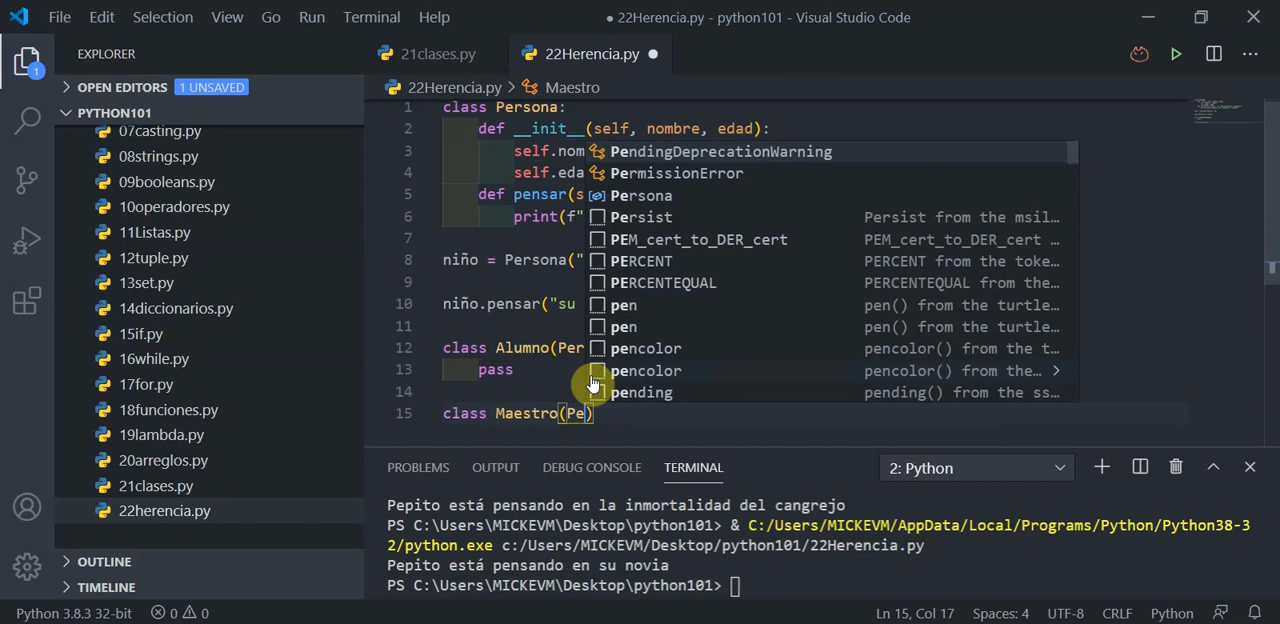 File Edit Selection View Go Run Terminal Help
● 22Herencia.py - python101 - Visual Studio Code
1
EXPLORER
OPEN EDITORS 1 UNSAVED
PYTHON101
07casting.py
08strings.py
09booleans.py
10operadores.py
11Listas.py
12tuple.py
13set.py
14diccionarios.py
15if.py
16while.py
17for.py
18funciones.py
19lambda.py
20arreglos.py
21clases.py
22herencia.py
OUTLINE
TIMELINE
21clases.py 22Herencia.py ●
22Herencia.py > Maestro
1 class Persona:
2 def __init__(self, nombre, edad):
3 self.nom
4 self.eda
5 def pensar(s
6 print(f"
7
8 niño = Persona("
9
10 niño.pensar("su
11
12 class Alumno(Per
13 pass
14
15 class Maestro(Pe)
PendingDeprecationWarning
PermissionError
Persona
Persist Persist from the msil…
PEM_cert_to_DER_cert PEM_cert_to_DER_cert …
PERCENT PERCENT from the toke…
PERCENTEQUAL PERCENTEQUAL from the…
pen pen() from the turtle…
pen pen() from the turtle…
pencolor pencolor() from the t…
pencolor pencolor() from the… >
pending pending() from the ss…
PROBLEMS OUTPUT DEBUG CONSOLE TERMINAL 2: Python
Pepito está pensando en la inmortalidad del cangrejo
PS C:\Users\MICKEVM\Desktop\python101> & C:/Users/MICKEVM/AppData/Local/Programs/Python/Python38-3
2/python.exe c:/Users/MICKEVM/Desktop/python101/22Herencia.py
Pepito está pensando en su novia
PS C:\Users\MICKEVM\Desktop\python101>
Python 3.8.3 32-bit 0 0 Ln 15, Col 17 Spaces: 4 UTF-8 CRLF Python